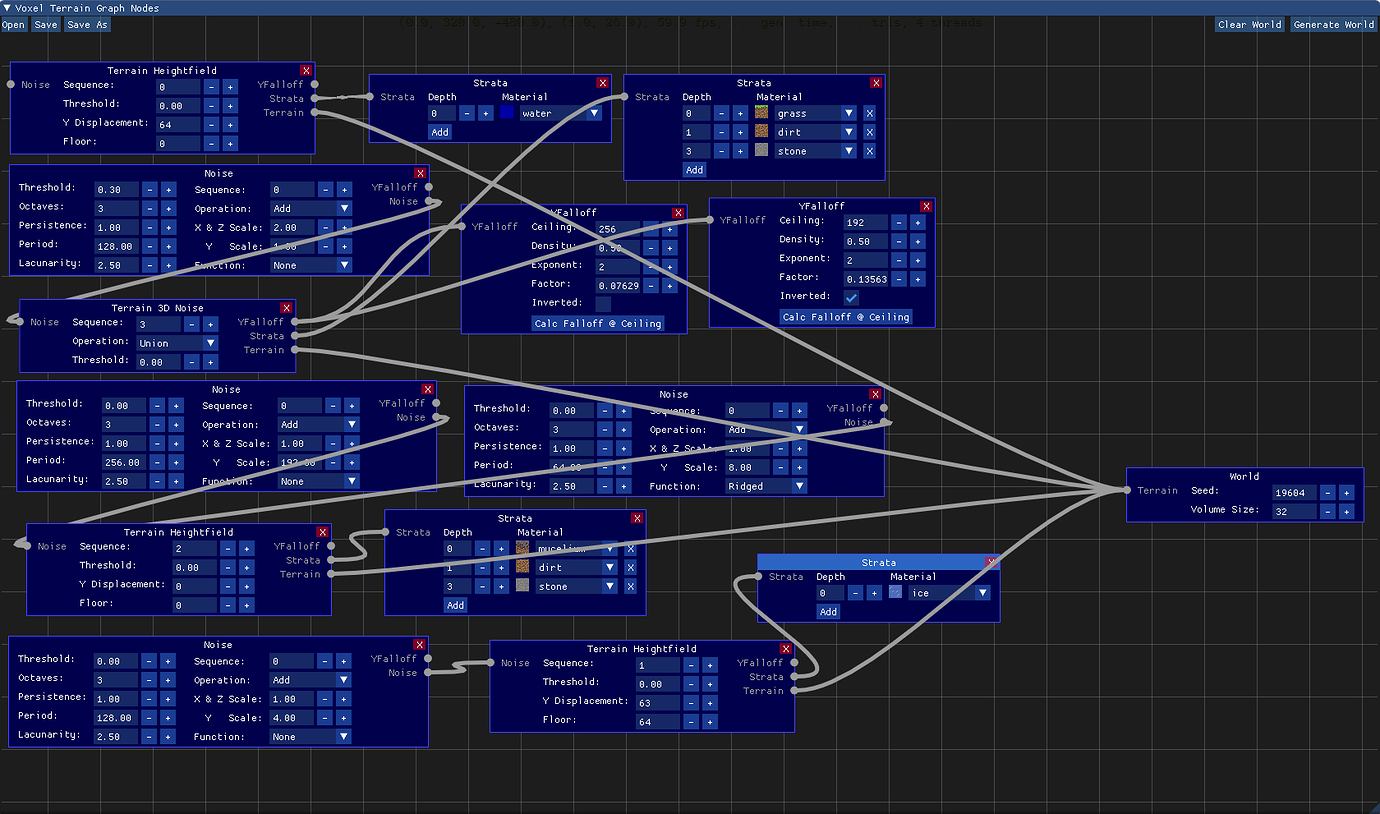 ▼ Voxel Terrain Graph Nodes
Open Save Save As Clear World Generate World
Terrain Heightfield X
Noise Sequence: 0 - + YFalloff
Threshold: 0.00 - + Strata
Y Displacement: 64 - + Terrain
Floor: 0 - +
Strata X
Strata Depth Material
0 - + water ▼
Add
Strata X
Strata Depth Material
0 - + grass ▼ X
1 - + dirt ▼ X
3 - + stone ▼ X
Add
Noise X
Threshold: 0.30 - + Sequence: 0 - + YFalloff
Octaves: 3 - + Operation: Add ▼ Noise
Persistence: 1.00 - + X & Z Scale: 2.00 - +
Period: 128.00 - + Y Scale: - +
Lacunarity: 2.50 - + Function: None ▼
YFalloff X
YFalloff Ceiling: 256 - +
Density: 0.50 - +
Exponent: 2 - +
Factor: 0.07629 - +
Inverted:
Calc Falloff @ Ceiling
YFalloff X
YFalloff Ceiling: 192 - +
Density: 0.50 - +
Exponent: 2 - +
Factor: 0.13563 - +
Inverted:
Calc Falloff @ Ceiling
Terrain 3D Noise X
Noise Sequence: 3 - + YFalloff
Operation: Union ▼ Strata
Threshold: 0.00 - + Terrain
Noise X
Threshold: 0.00 - + Sequence: 0 - + YFalloff
Octaves: 3 - + Operation: Add ▼ Noise
Persistence: 1.00 - + X & Z Scale: 1.00 - +
Period: 256.00 - + Y Scale: 192.00 - +
Lacunarity: 2.50 - + Function: None ▼
Noise X
Threshold: 0.00 - + Sequence: 0 - + YFalloff
Octaves: 3 - + Operation: Add ▼ Noise
Persistence: 1.00 - + X & Z Scale: 1.00 - +
Period: 64.00 - + Y Scale: 8.00 - +
Lacunarity: 2.50 - + Function: Ridged ▼
World
Terrain Seed: 19604 - +
Volume Size: 32 - +
Terrain Heightfield X
Noise Sequence: 2 - + YFalloff
Threshold: 0.00 - + Strata
Y Displacement: 0 - + Terrain
Floor: 0 - +
Strata X
Strata Depth Material
0 - + mycelium ▼ X
1 - + dirt ▼ X
3 - + stone ▼ X
Add
Strata X
Strata Depth Material
0 - + ice ▼
Add
Noise X
Threshold: 0.00 - + Sequence: 0 - + YFalloff
Octaves: 3 - + Operation: Add ▼ Noise
Persistence: 1.00 - + X & Z Scale: 1.00 - +
Period: 128.00 - + Y Scale: 4.00 - +
Lacunarity: 2.50 - + Function: None ▼
Terrain Heightfield X
Noise Sequence: 1 - + YFalloff
Threshold: 0.00 - + Strata
Y Displacement: 63 - + Terrain
Floor: 64 - +